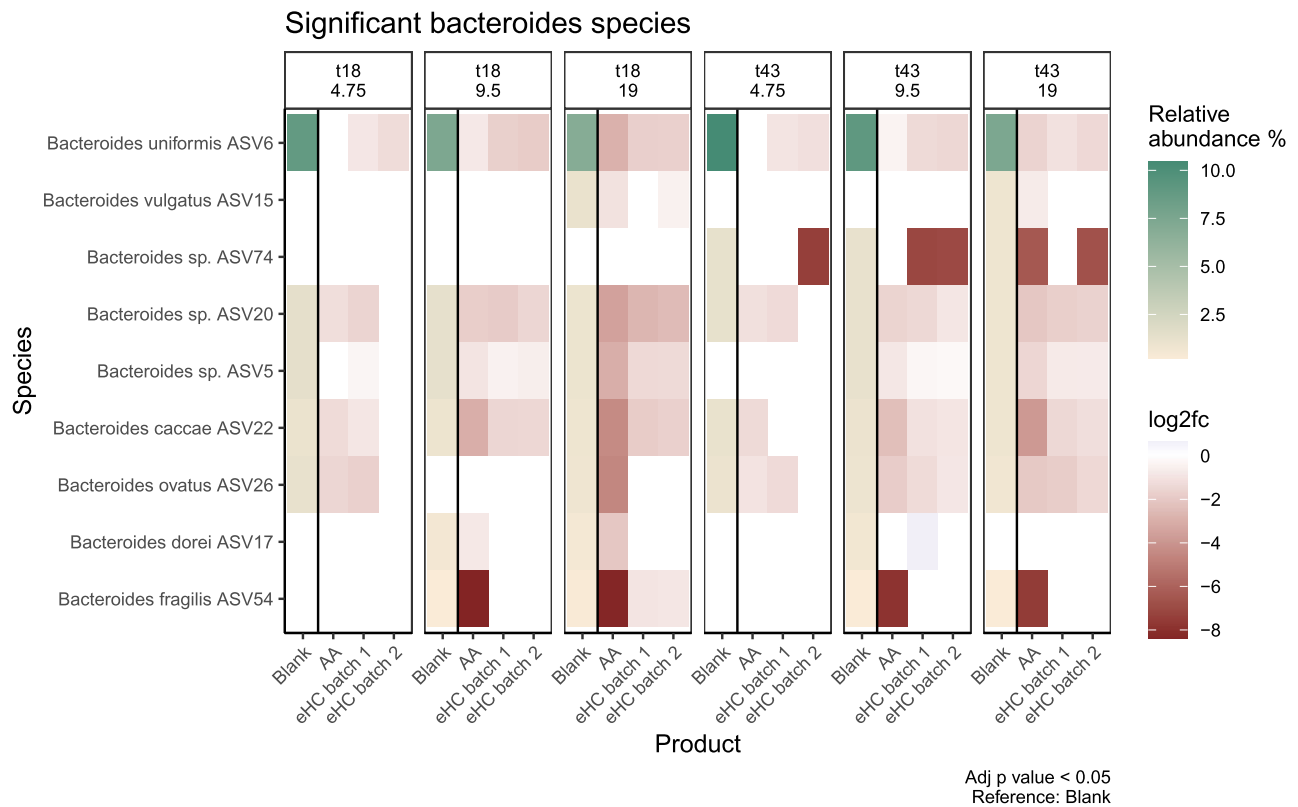 Significant bacteroides species
t18
4.75
t18
9.5
t18
19
t43
4.75
t43
9.5
t43
19
Species
Bacteroides uniformis ASV6
Bacteroides vulgatus ASV15
Bacteroides sp. ASV74
Bacteroides sp. ASV20
Bacteroides sp. ASV5
Bacteroides caccae ASV22
Bacteroides ovatus ASV26
Bacteroides dorei ASV17
Bacteroides fragilis ASV54
Blank
AA
eHC batch 1
eHC batch 2
Blank
AA
eHC batch 1
eHC batch 2
Blank
AA
eHC batch 1
eHC batch 2
Blank
AA
eHC batch 1
eHC batch 2
Blank
AA
eHC batch 1
eHC batch 2
Blank
AA
eHC batch 1
eHC batch 2
Product
Relative
abundance %
10.0
7.5
5.0
2.5
log2fc
0
−2
−4
−6
−8
Adj p value < 0.05
Reference: Blank